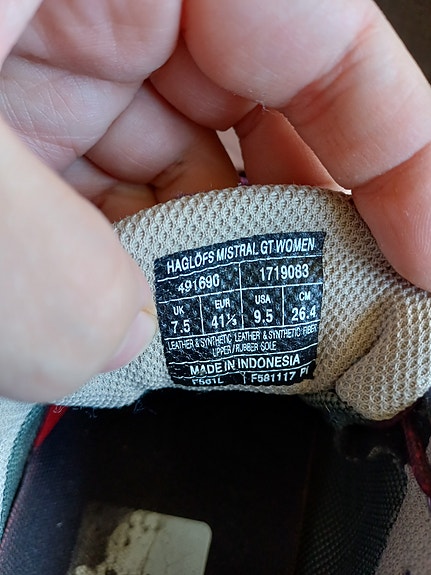 HAGLÖFS MISTRAL GT WOMEN
491690 1719083
UK EUR USA CM
7.5 41⅓ 9.5 26.4
LEATHER & SYNTHETIC LEATHER & SYNTHETIC FIBER
UPPER / RUBBER SOLE
MADE IN INDONESIA
F561L F581117 PI